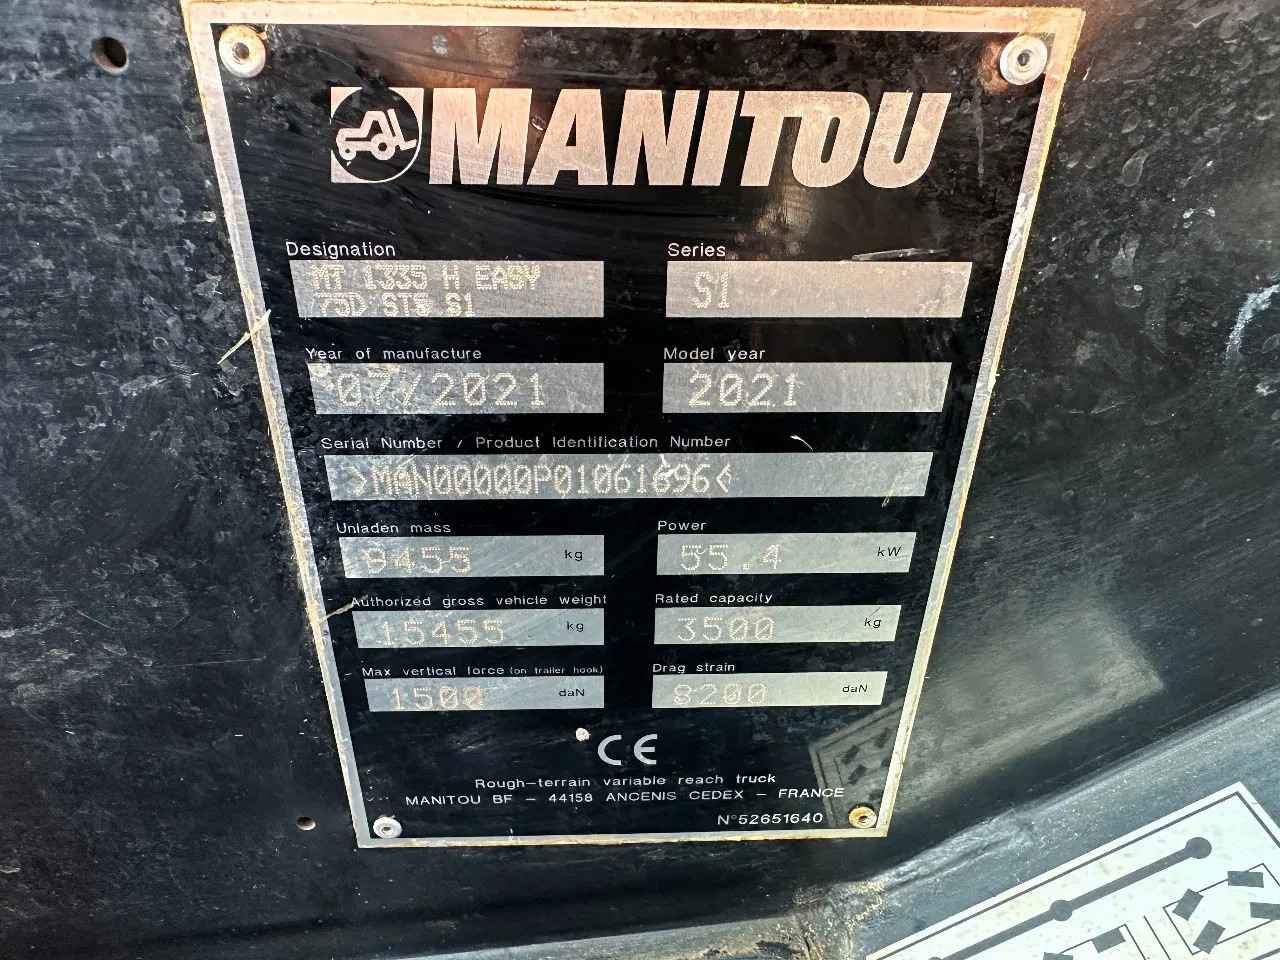 MANITOU
Designation
MT 1335 H EASY
75D ST5 S1
Series
S1
Year of manufacture
07/2021
Model year
2021
Serial Number / Product Identification Number
>MAN00000P01061696<
Unladen mass
9455 kg
Power
55.4 kW
Authorized gross vehicle weight
15455 kg
Rated capacity
3500 kg
Max vertical force (on trailer hook)
1500 daN
Drag strain
8200 daN
CE
Rough-terrain variable reach truck
MANITOU BF - 44158 ANCENIS CEDEX - FRANCE
N°52651640